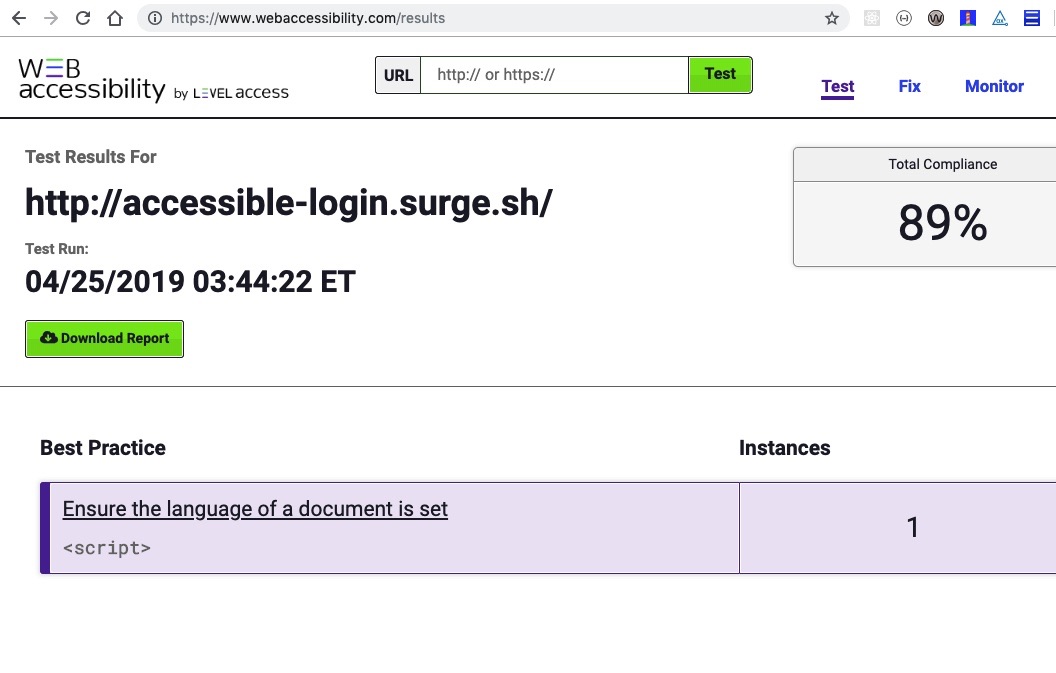 https://www.webaccessibility.com/results
WEB
accessibility by LEVEL access
URL http:// or https:// Test
Test Fix Monitor
Test Results For
http://accessible-login.surge.sh/
Test Run:
04/25/2019 03:44:22 ET
Download Report
Total Compliance
89%
Best Practice Instances
Ensure the language of a document is set
<script>
1